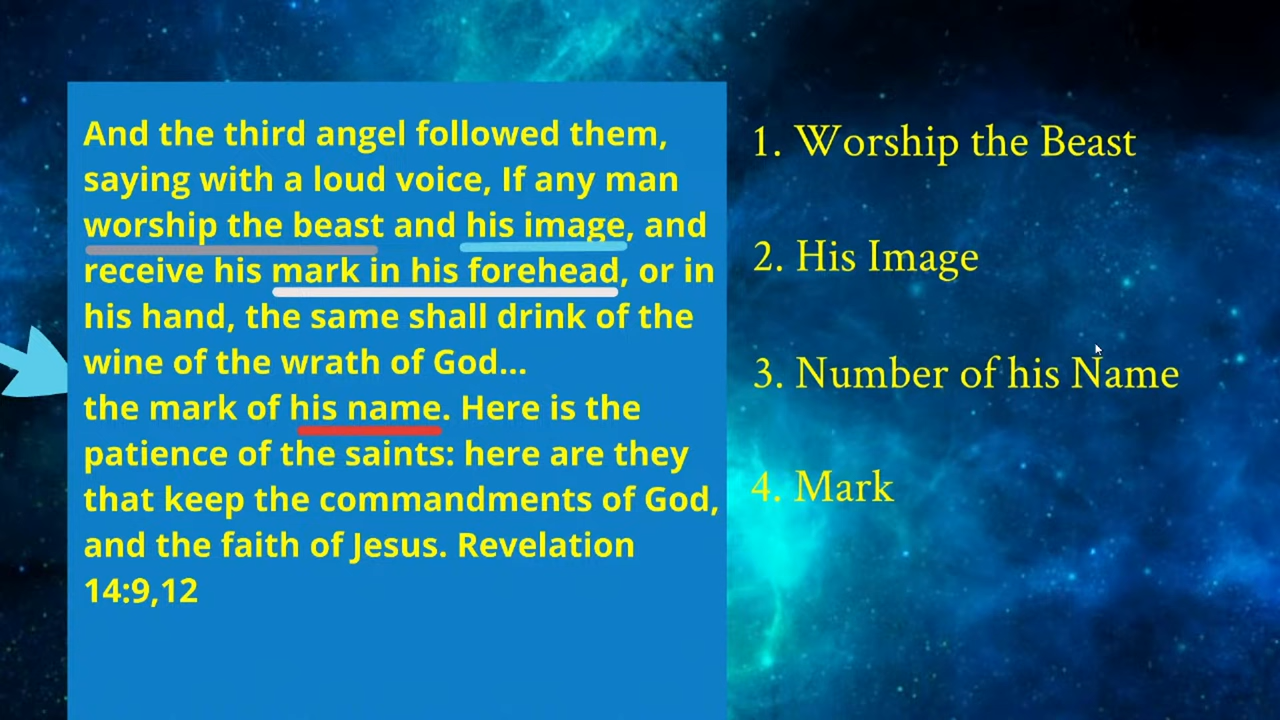 And the third angel followed them,
saying with a loud voice, If any man
worship the beast and his image, and
receive his mark in his forehead, or in
his hand, the same shall drink of the
wine of the wrath of God...
the mark of his name. Here is the
patience of the saints: here are they
that keep the commandments of God,
and the faith of Jesus. Revelation
14:9,12
1. Worship the Beast
2. His Image
3. Number of his Name
4. Mark